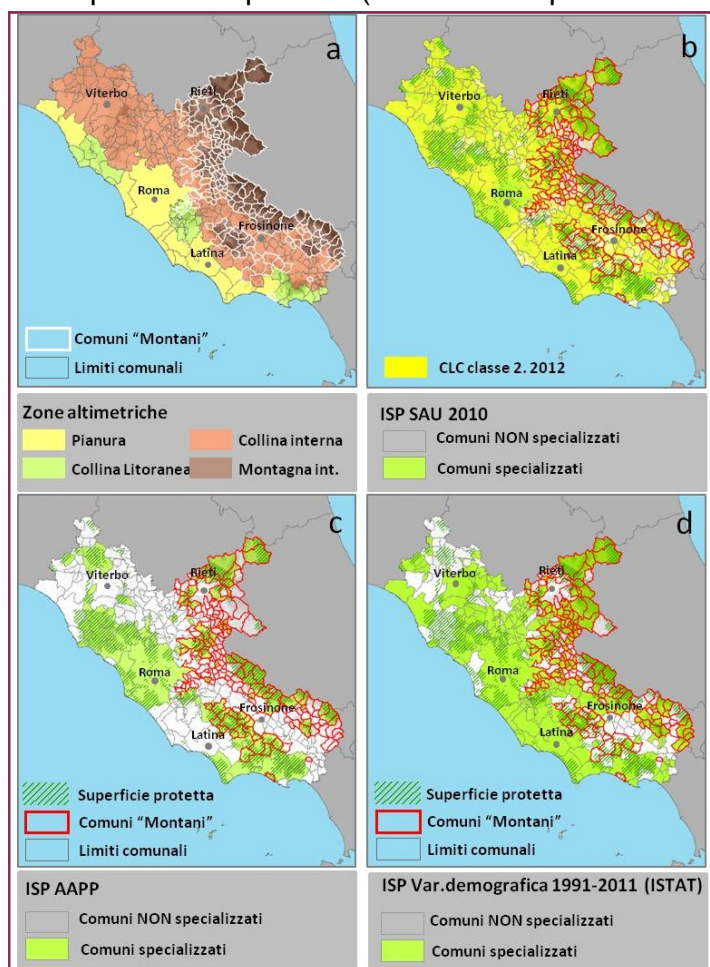 a
Viterbo
Rieti
Roma
Frosinone
Latina
Comuni “Montani”
Limiti comunali
Zone altimetriche
Pianura
Collina interna
Collina Litoranea
Montagna int.
b
Viterbo
Rieti
Roma
Frosinone
Latina
CLC classe 2. 2012
ISP SAU 2010
Comuni NON specializzati
Comuni specializzati
c
Viterbo
Rieti
Roma
Frosinone
Latina
Superficie protetta
Comuni “Montani”
Limiti comunali
ISP AAPP
Comuni NON specializzati
Comuni specializzati
d
Viterbo
Rieti
Roma
Frosinone
Latina
Superficie protetta
Comuni “Montani”
Limiti comunali
ISP Var.demografica 1991-2011 (ISTAT)
Comuni NON specializzati
Comuni specializzati